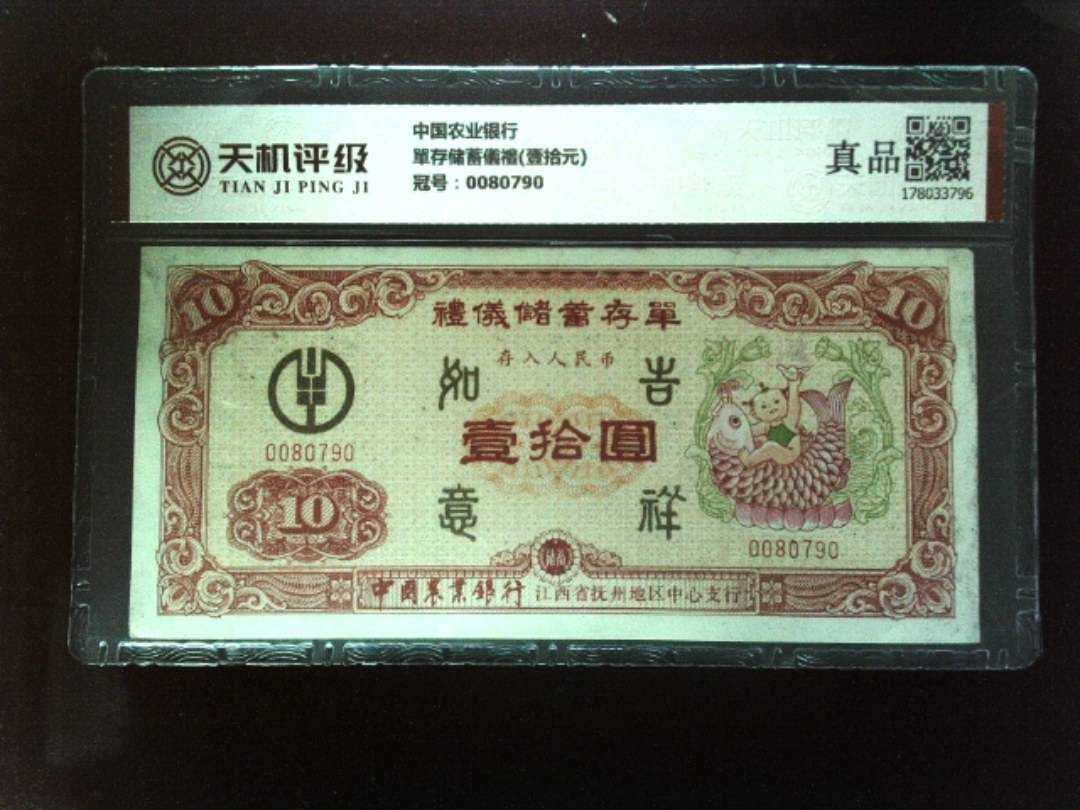 天机评级
TIAN JI PING JI
中国农业银行
單存儲蓄儀禮(壹拾元)
冠号：0080790
真品
178033796
10
10
禮儀儲蓄存單
存入人民币
如
吉
0080790
壹拾圓
10
意
祥
0080790
中國農業銀行 江西省抚州地区中心支行